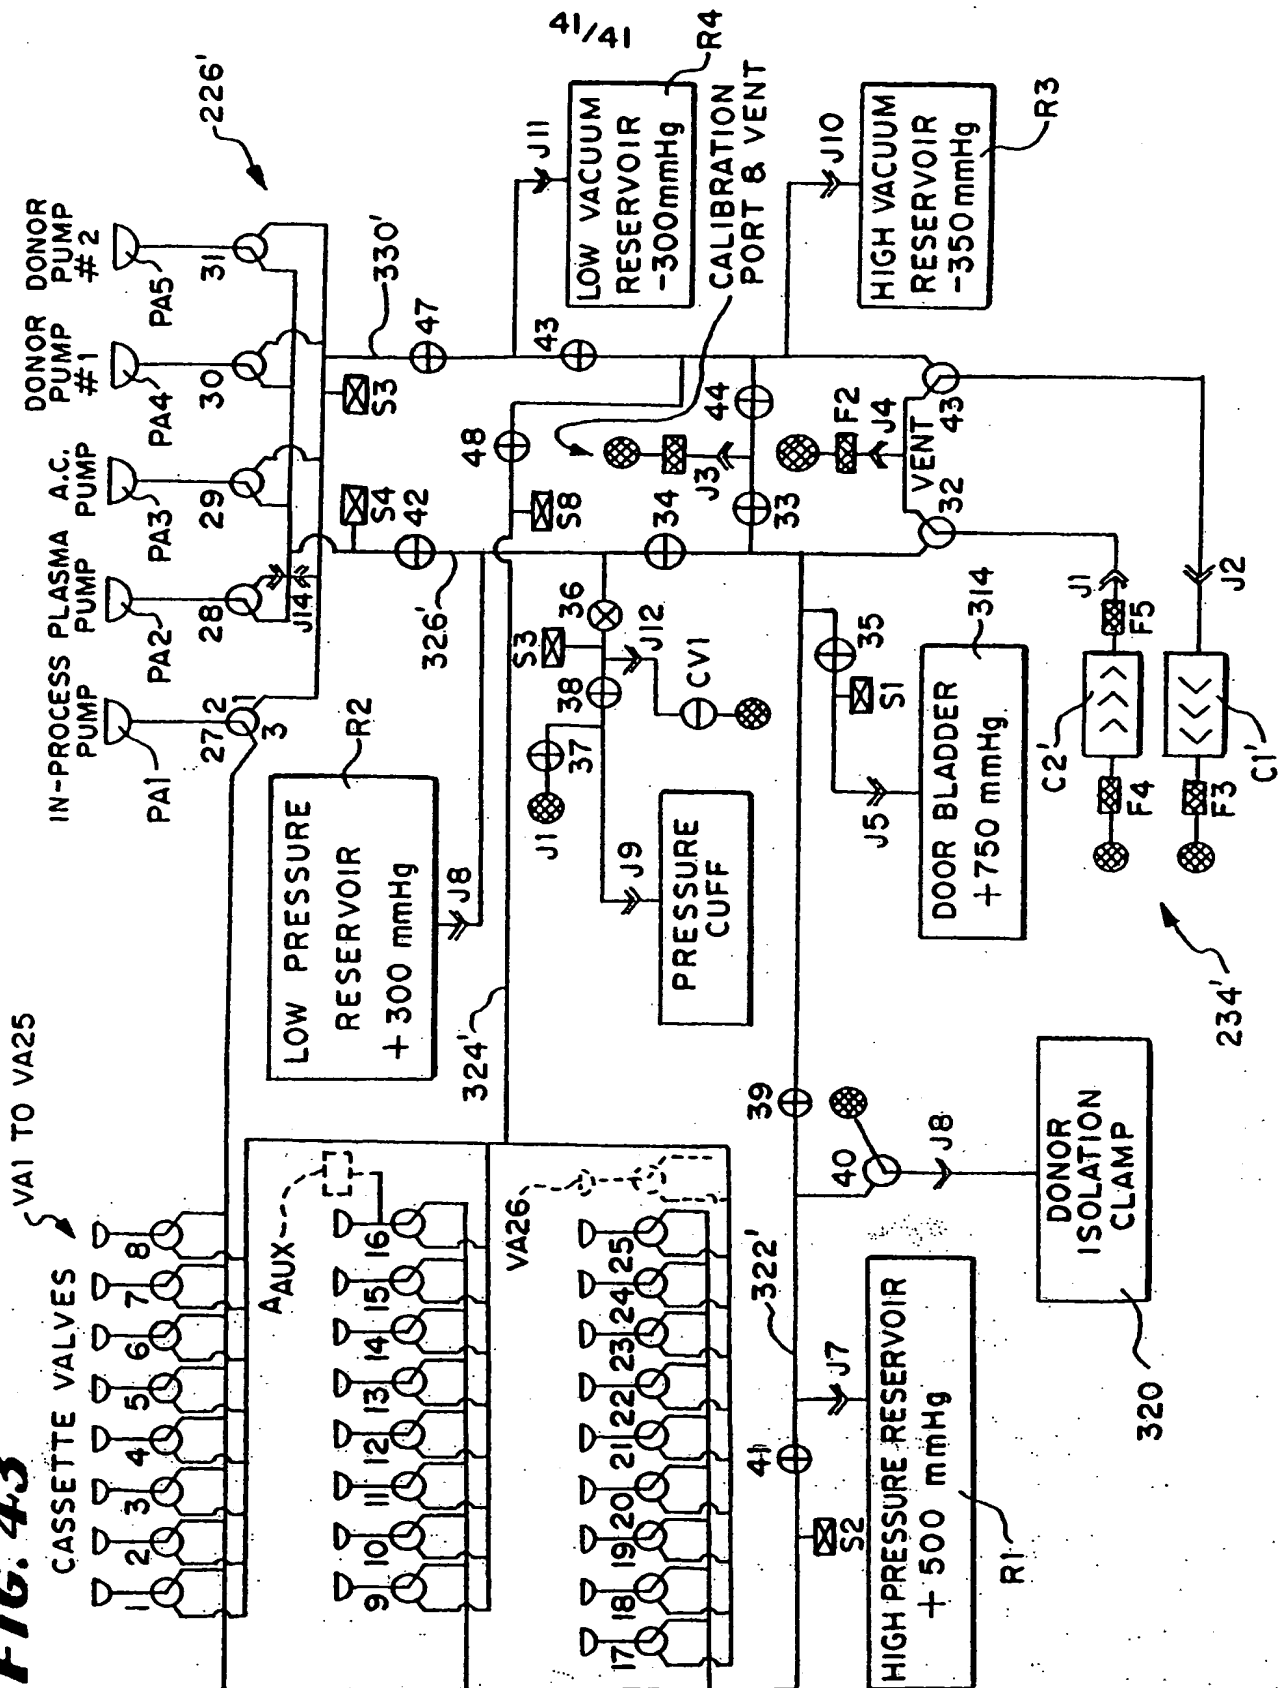 41/41
FIG. 43
CASSETTE VALVES
VA1 TO VA25
1
2
3
4
5
6
7
8
AAUX
9
10
11
12
13
14
15
16
VA26
17
18
19
20
21
22
23
24
25
IN-PROCESS
PUMP
PLASMA
PUMP
A.C.
PUMP
DONOR
PUMP
#1
DONOR
PUMP
#2
226'
PA1
PA2
PA3
PA4
PA5
27
2
1
3
28
29
30
31
J14
S4
S3
330'
42
47
326'
LOW PRESSURE
RESERVOIR
+300 mmHg
R2
J8
324'
48
S8
43
J11
LOW VACUUM
RESERVOIR
-300mmHg
R4
CALIBRATION
PORT & VENT
36
S3
38
J12
CV1
37
J1
J9
PRESSURE
CUFF
34
J3
44
33
J10
HIGH VACUUM
RESERVOIR
-350mmHg
R3
F2
J4
VENT
32
43
39
40
J8
DONOR
ISOLATION
CLAMP
320
35
S1
J5
DOOR BLADDER
+750 mmHg
314
J1
F5
C2'
F4
J2
C1'
F3
234'
322'
41
S2
J7
HIGH PRESSURE RESERVOIR
+500 mmHg
R1